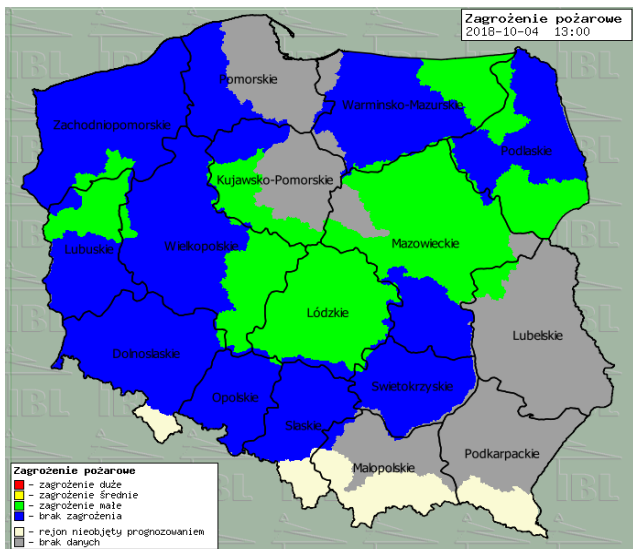 Zagrożenie pożarowe
2018-10-04 13:00
Pomorskie
Warmińsko-Mazurskie
Zachodniopomorskie
Podlaskie
Kujawsko-Pomorskie
Lubuskie
Wielkopolskie
Mazowieckie
Łódzkie
Lubelskie
Dolnośląskie
Opolskie
Świetokrzyskie
Śląskie
Małopolskie
Podkarpackie
Zagrożenie pożarowe
- zagrożenie duże
- zagrożenie średnie
- zagrożenie małe
- brak zagrożenia
- rejon nieobjęty prognozowaniem
- brak danych
IBL